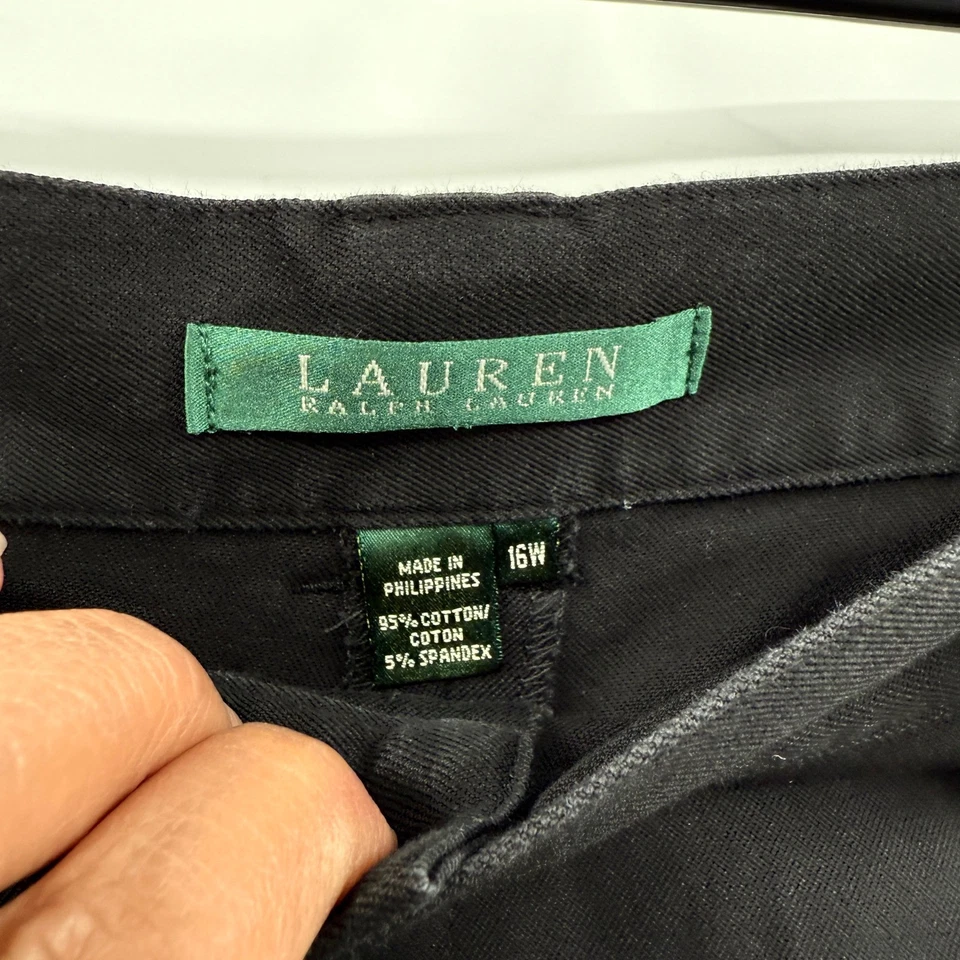 LAUREN
RALPH LAUREN
MADE IN
PHILIPPINES
16W
95% COTTON/
COTON
5% SPANDEX